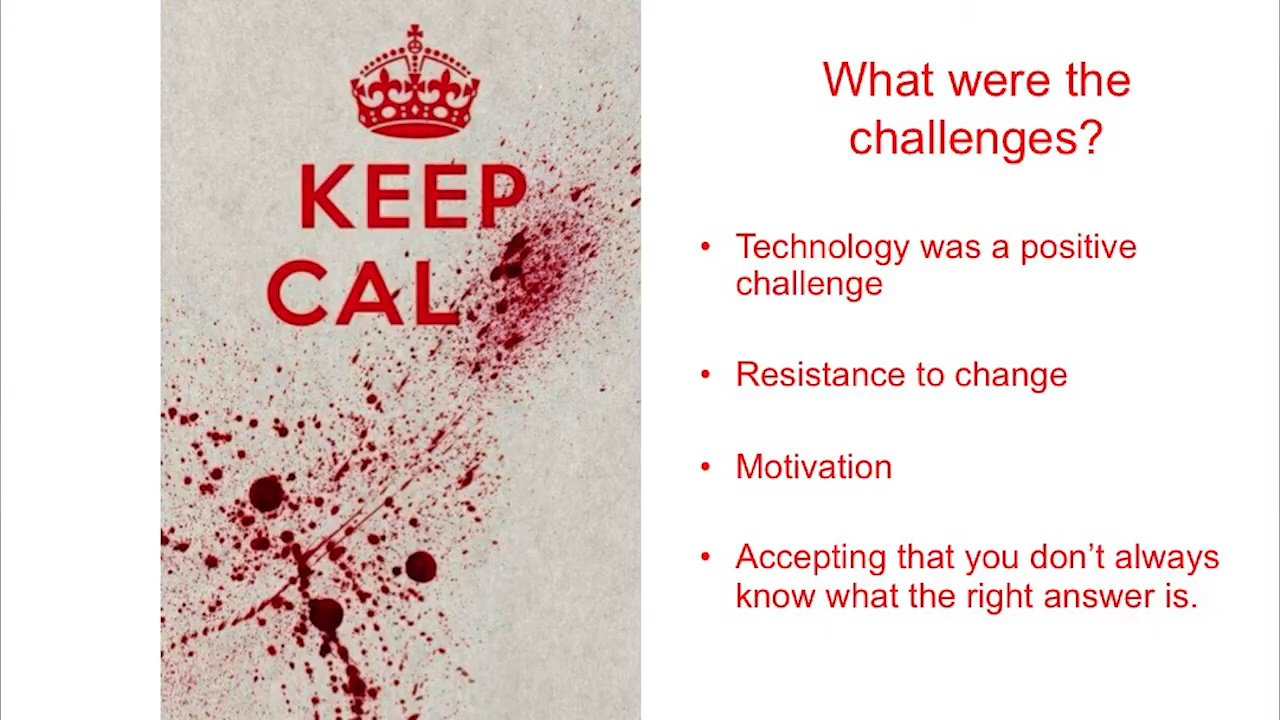 KEEP
CAL
What were the
challenges?
• Technology was a positive
challenge
• Resistance to change
• Motivation
• Accepting that you don’t always
know what the right answer is.